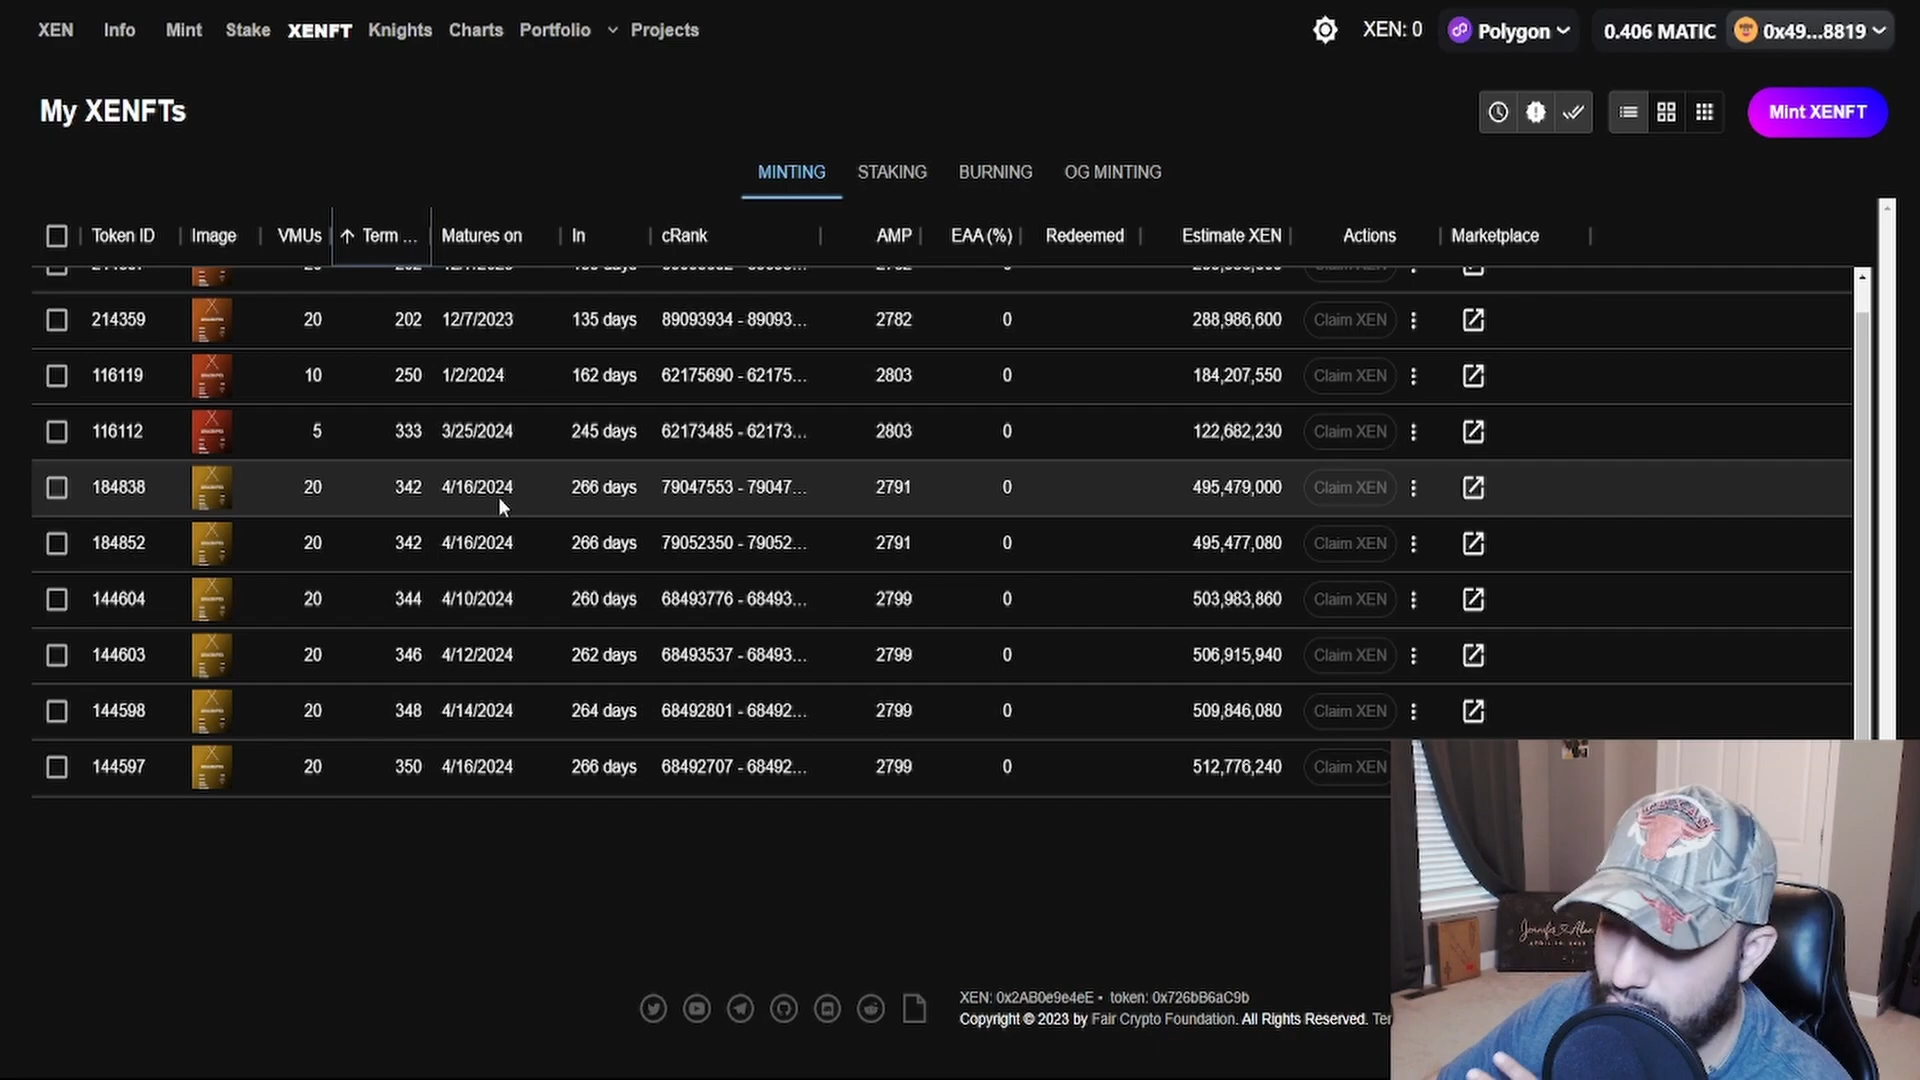 XEN Info Mint Stake XENFT Knights Charts Portfolio Projects XEN: 0 Polygon 0.406 MATIC 0x49...8819
My XENFTs Mint XENFT
MINTING STAKING BURNING OG MINTING
Token ID Image VMUs Term ... Matures on In cRank AMP EAA (%) Redeemed Estimate XEN Actions Marketplace
214359 20 202 12/7/2023 135 days 89093934 - 89093... 2782 0 288,986,600 Claim XEN
116119 10 250 1/2/2024 162 days 62175690 - 62175... 2803 0 184,207,550 Claim XEN
116112 5 333 3/25/2024 245 days 62173485 - 62173... 2803 0 122,682,230 Claim XEN
184838 20 342 4/16/2024 266 days 79047553 - 79047... 2791 0 495,479,000 Claim XEN
184852 20 342 4/16/2024 266 days 79052350 - 79052... 2791 0 495,477,080 Claim XEN
144604 20 344 4/10/2024 260 days 68493776 - 68493... 2799 0 503,983,860 Claim XEN
144603 20 346 4/12/2024 262 days 68493537 - 68493... 2799 0 506,915,940 Claim XEN
144598 20 348 4/14/2024 264 days 68492801 - 68492... 2799 0 509,846,080 Claim XEN
144597 20 350 4/16/2024 266 days 68492707 - 68492... 2799 0 512,776,240 Claim XEN
XEN: 0x2AB0e9e4eE • token: 0x726bB6aC9b
Copyright © 2023 by Fair Crypto Foundation. All Rights Reserved. Ter